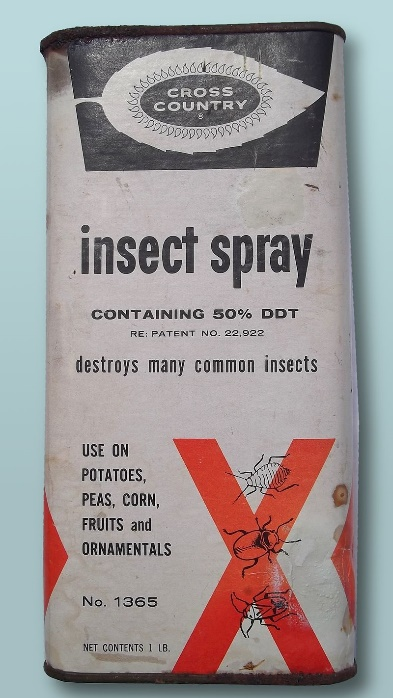 CROSS
COUNTRY
®
insect spray
CONTAINING 50% DDT
RE: PATENT NO. 22,922
destroys many common insects
USE ON
POTATOES,
PEAS, CORN,
FRUITS and
ORNAMENTALS
No. 1365
NET CONTENTS 1 LB.